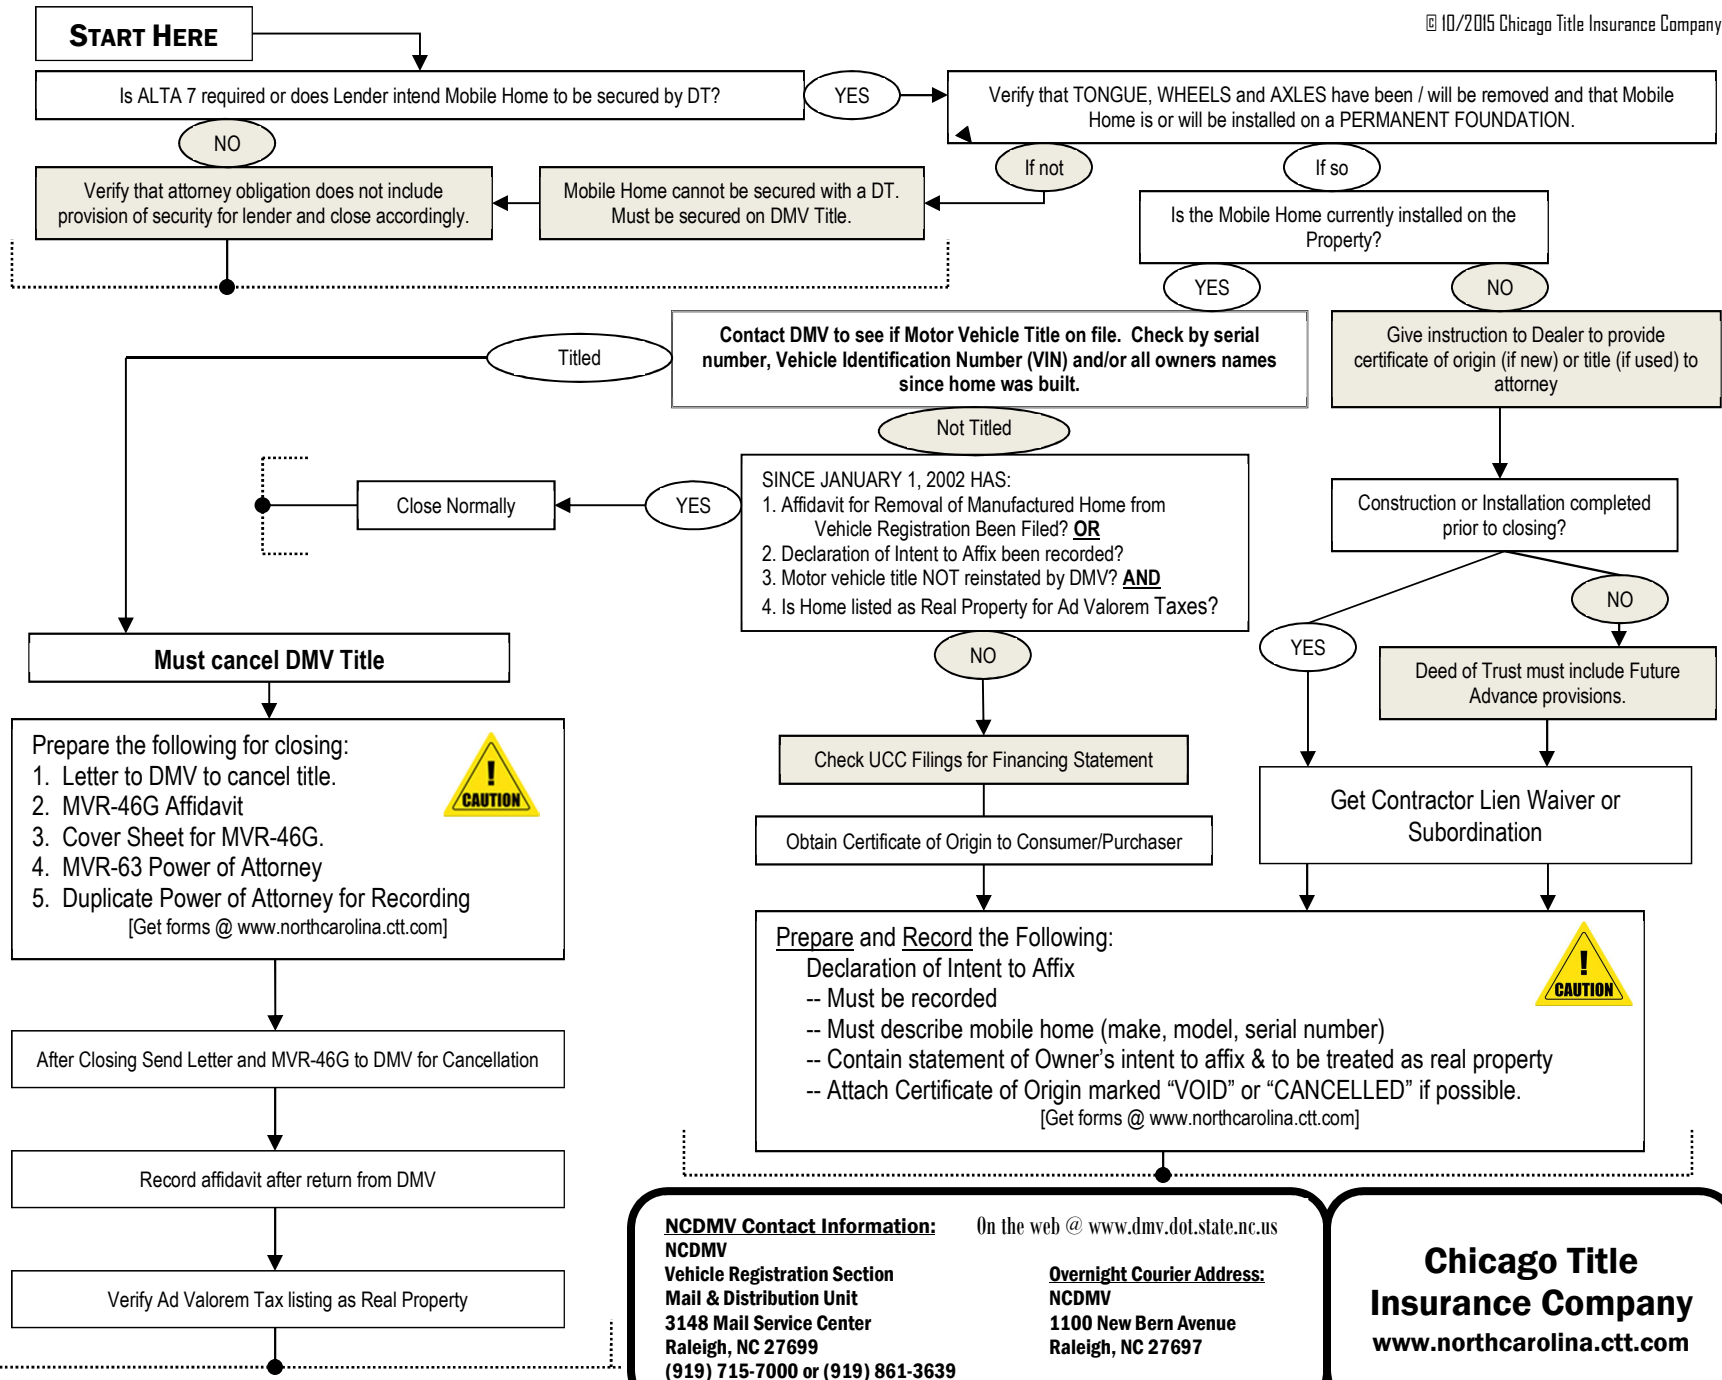 © 10/2015 Chicago Title Insurance Company
START HERE
Is ALTA 7 required or does Lender intend Mobile Home to be secured by DT?
YES
Verify that TONGUE, WHEELS and AXLES have been / will be removed and that Mobile
Home is or will be installed on a PERMANENT FOUNDATION.
NO
If not
If so
Verify that attorney obligation does not include
provision of security for lender and close accordingly.
Mobile Home cannot be secured with a DT.
Must be secured on DMV Title.
Is the Mobile Home currently installed on the
Property?
YES
NO
Titled
Contact DMV to see if Motor Vehicle Title on file.  Check by serial
number, Vehicle Identification Number (VIN) and/or all owners names
since home was built.
Give instruction to Dealer to provide
certificate of origin (if new) or title (if used) to
attorney
Not Titled
Close Normally
YES
SINCE JANUARY 1, 2002 HAS:
1. Affidavit for Removal of Manufactured Home from
Vehicle Registration Been Filed? OR
2. Declaration of Intent to Affix been recorded?
3. Motor vehicle title NOT reinstated by DMV? AND
4. Is Home listed as Real Property for Ad Valorem Taxes?
Construction or Installation completed
prior to closing?
NO
YES
NO
Deed of Trust must include Future
Advance provisions.
Must cancel DMV Title
Prepare the following for closing:
1. Letter to DMV to cancel title.
2. MVR-46G Affidavit
3. Cover Sheet for MVR-46G.
4. MVR-63 Power of Attorney
5. Duplicate Power of Attorney for Recording
[Get forms @ www.northcarolina.ctt.com]
!
CAUTION
Check UCC Filings for Financing Statement
Obtain Certificate of Origin to Consumer/Purchaser
Get Contractor Lien Waiver or
Subordination
Prepare and Record the Following:
Declaration of Intent to Affix
-- Must be recorded
-- Must describe mobile home (make, model, serial number)
-- Contain statement of Owner’s intent to affix & to be treated as real property
-- Attach Certificate of Origin marked “VOID” or “CANCELLED” if possible.
[Get forms @ www.northcarolina.ctt.com]
!
CAUTION
After Closing Send Letter and MVR-46G to DMV for Cancellation
Record affidavit after return from DMV
Verify Ad Valorem Tax listing as Real Property
NCDMV Contact Information:
On the web @ www.dmv.dot.state.nc.us
NCDMV
Vehicle Registration Section
Mail & Distribution Unit
3148 Mail Service Center
Raleigh, NC 27699
(919) 715-7000 or (919) 861-3639
Overnight Courier Address:
NCDMV
1100 New Bern Avenue
Raleigh, NC 27697
Chicago Title
Insurance Company
www.northcarolina.ctt.com